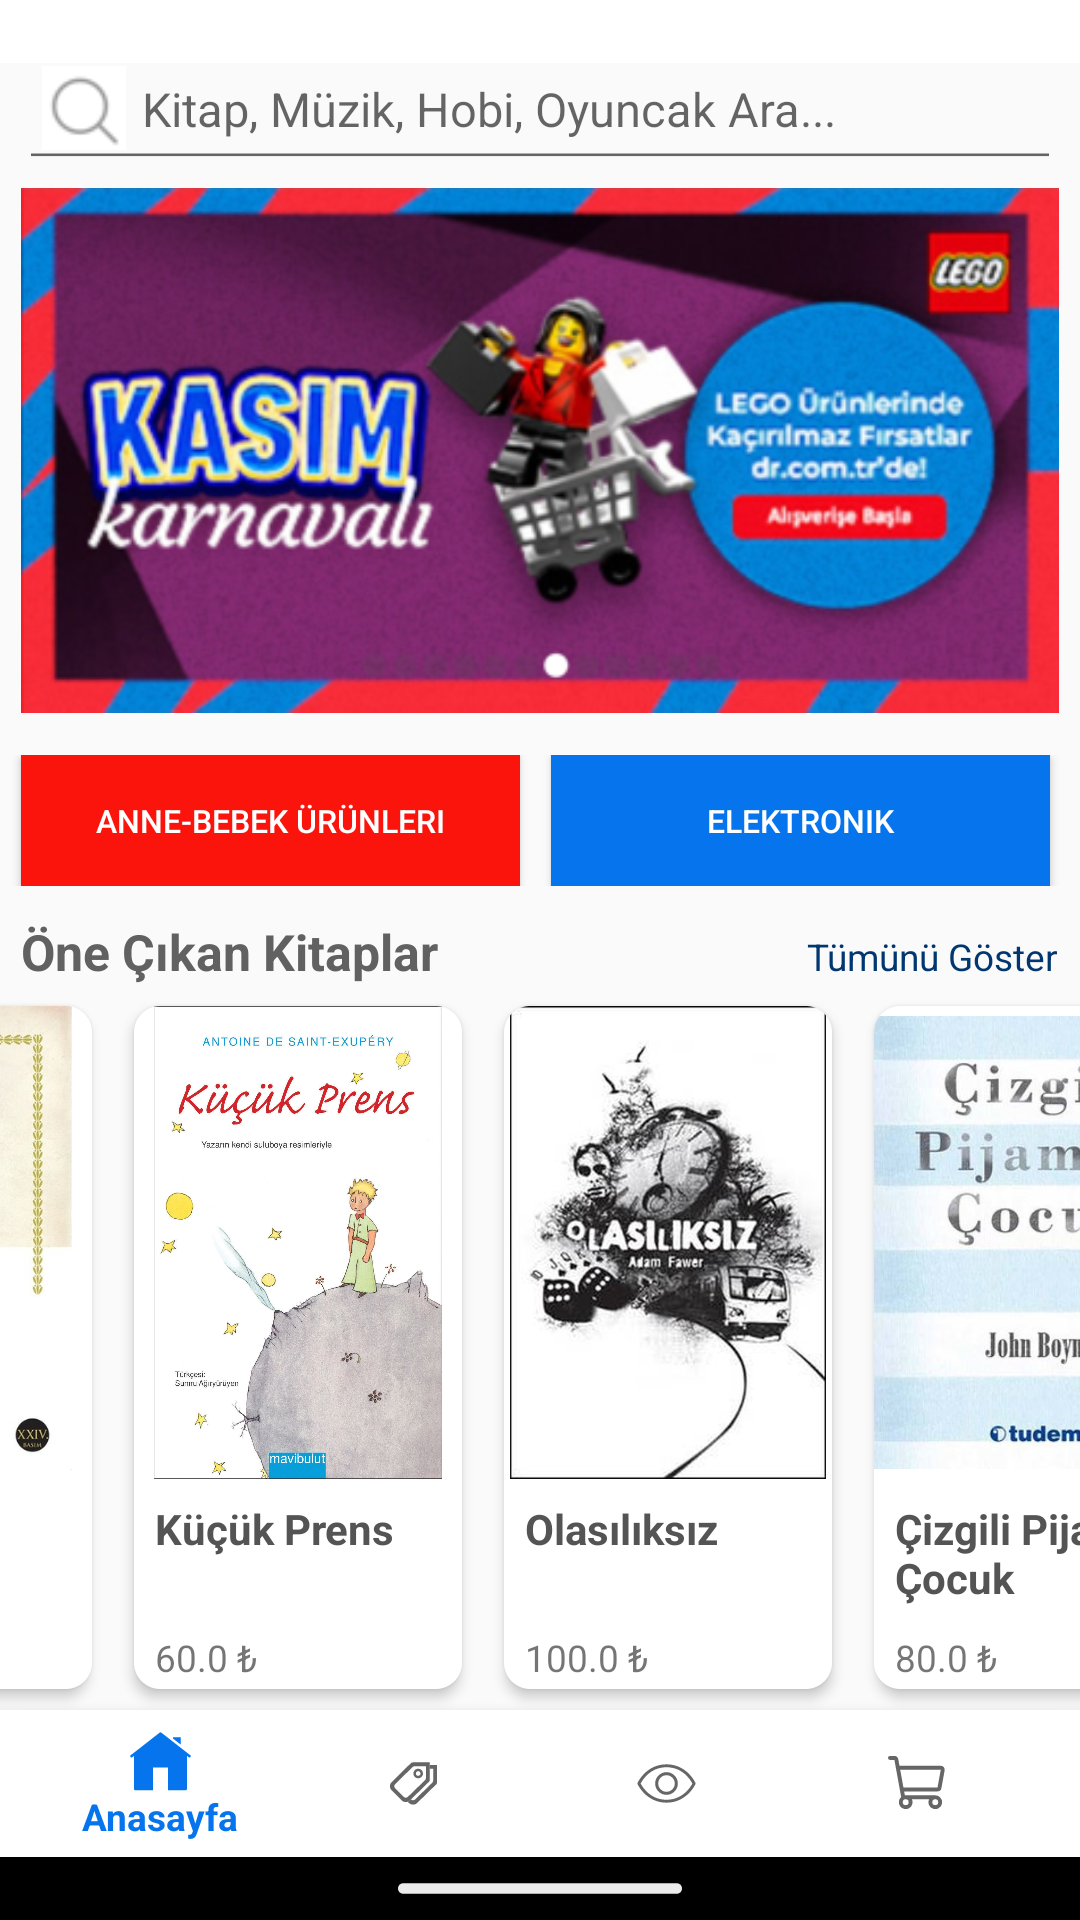 Kitap, Müzik, Hobi, Oyuncak Ara...
LEGO
KASIM
karnavalı
LEGO Ürünlerinde
Kaçırılmaz Fırsatlar
dr.com.tr'de!
Alışverişe Başla
ANNE-BEBEK ÜRÜNLERI
ELEKTRONIK
Öne Çıkan Kitaplar
Tümünü Göster
XXIV.
BASIM
ANTOINE DE SAINT-EXUPÉRY
Küçük Prens
Yazarın kendi suluboya resimleriyle
Türkçesi:
Sumru Ağıryürüyen
mavibulut
Küçük Prens
60.0 ₺
OLASILIKSIZ
Adam Fawer
Olasılıksız
100.0 ₺
Çizgi
Pijam
Çocu
John Boyn
tudem
Çizgili Pija
Çocuk
80.0 ₺
Anasayfa